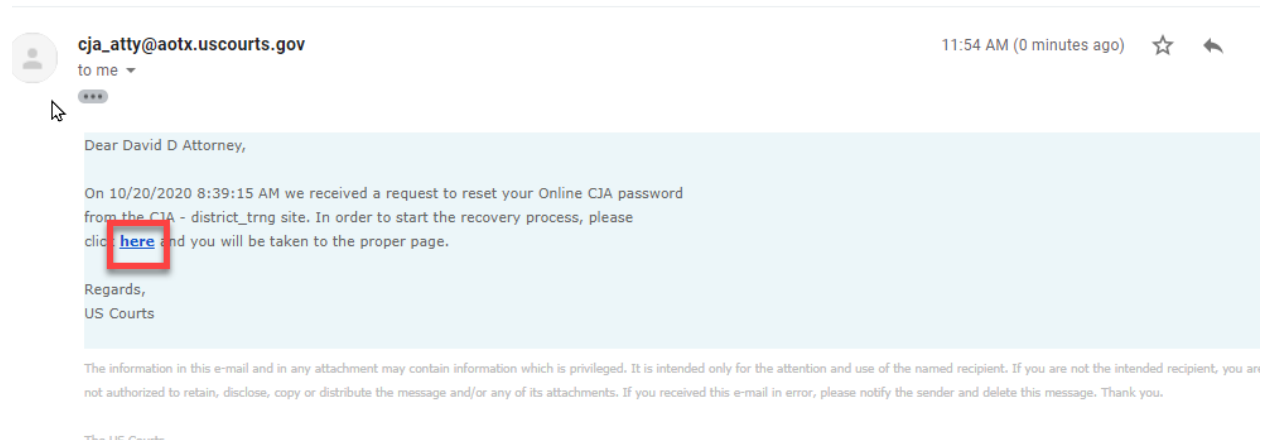 cja_atty@aotx.uscourts.gov
11:54 AM (0 minutes ago)
to me
Dear David D Attorney,
On 10/20/2020 8:39:15 AM we received a request to reset your Online CJA password
from the CJA - district_trng site. In order to start the recovery process, please
click here and you will be taken to the proper page.
Regards,
US Courts
The information in this e-mail and in any attachment may contain information which is privileged. It is intended only for the attention and use of the named recipient. If you are not the intended recipient, you are
not authorized to retain, disclose, copy or distribute the message and/or any of its attachments. If you received this e-mail in error, please notify the sender and delete this message. Thank you.
The US Courts